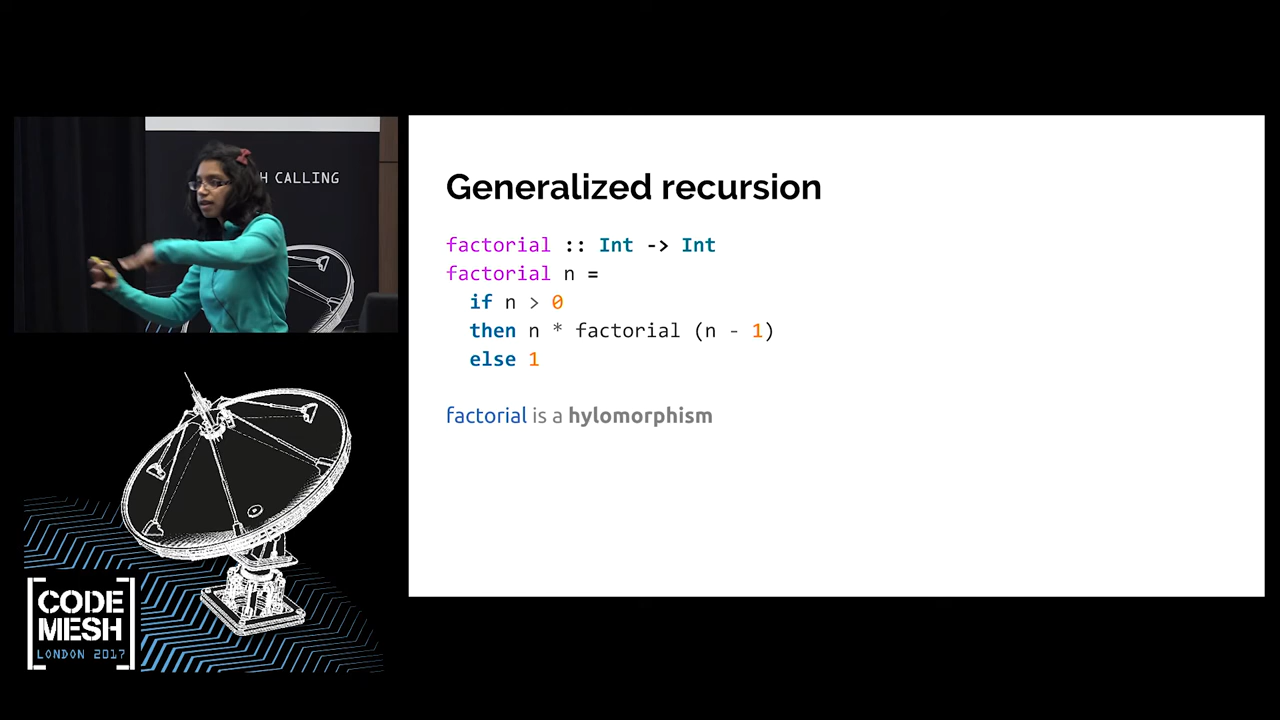 H CALLING
Generalized recursion
factorial :: Int -> Int
factorial n =
if n > 0
then n * factorial (n - 1)
else 1
factorial is a hylomorphism
CODE
MESH
LONDON 2017